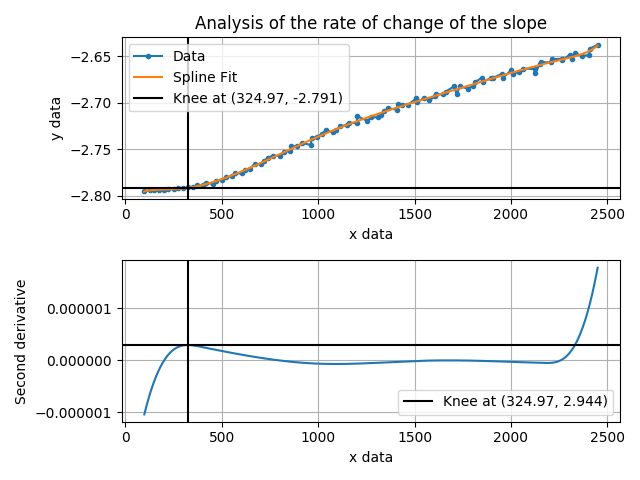 Analysis of the rate of change of the slope
Data
Spline Fit
Knee at (324.97, -2.791)
y data
−2.65
−2.70
−2.75
−2.80
0
500
1000
1500
2000
2500
x data
Second derivative
0.000001
0.000000
−0.000001
Knee at (324.97, 2.944)
0
500
1000
1500
2000
2500
x data